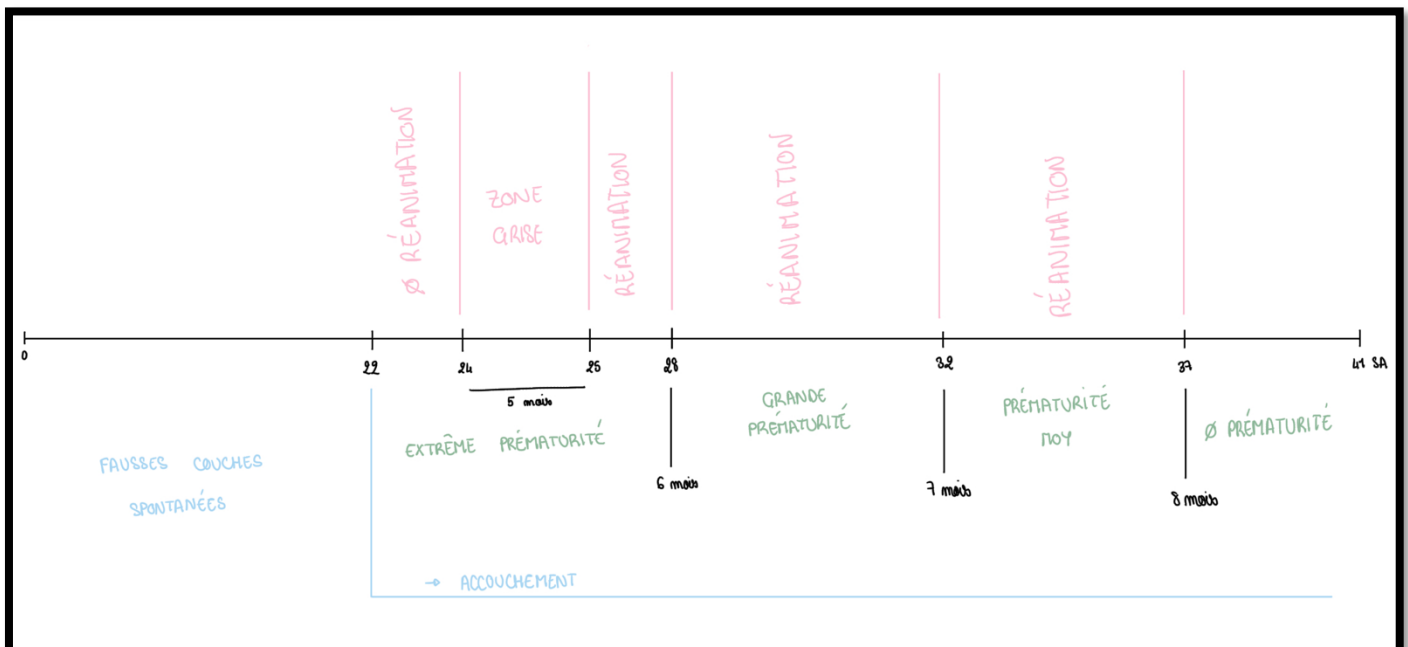 Ø RÉANIMATION
ZONE
GRISE
RÉANIMATION
RÉANIMATION
RÉANIMATION
0
22
24
25
28
32
37
41 SA
5 mois
EXTRÊME PRÉMATURITÉ
GRANDE
PRÉMATURITÉ
PRÉMATURITÉ
MOY
Ø PRÉMATURITÉ
6 mois
7 mois
8 mois
FAUSSES COUCHES
SPONTANÉES
→ ACCOUCHEMENT